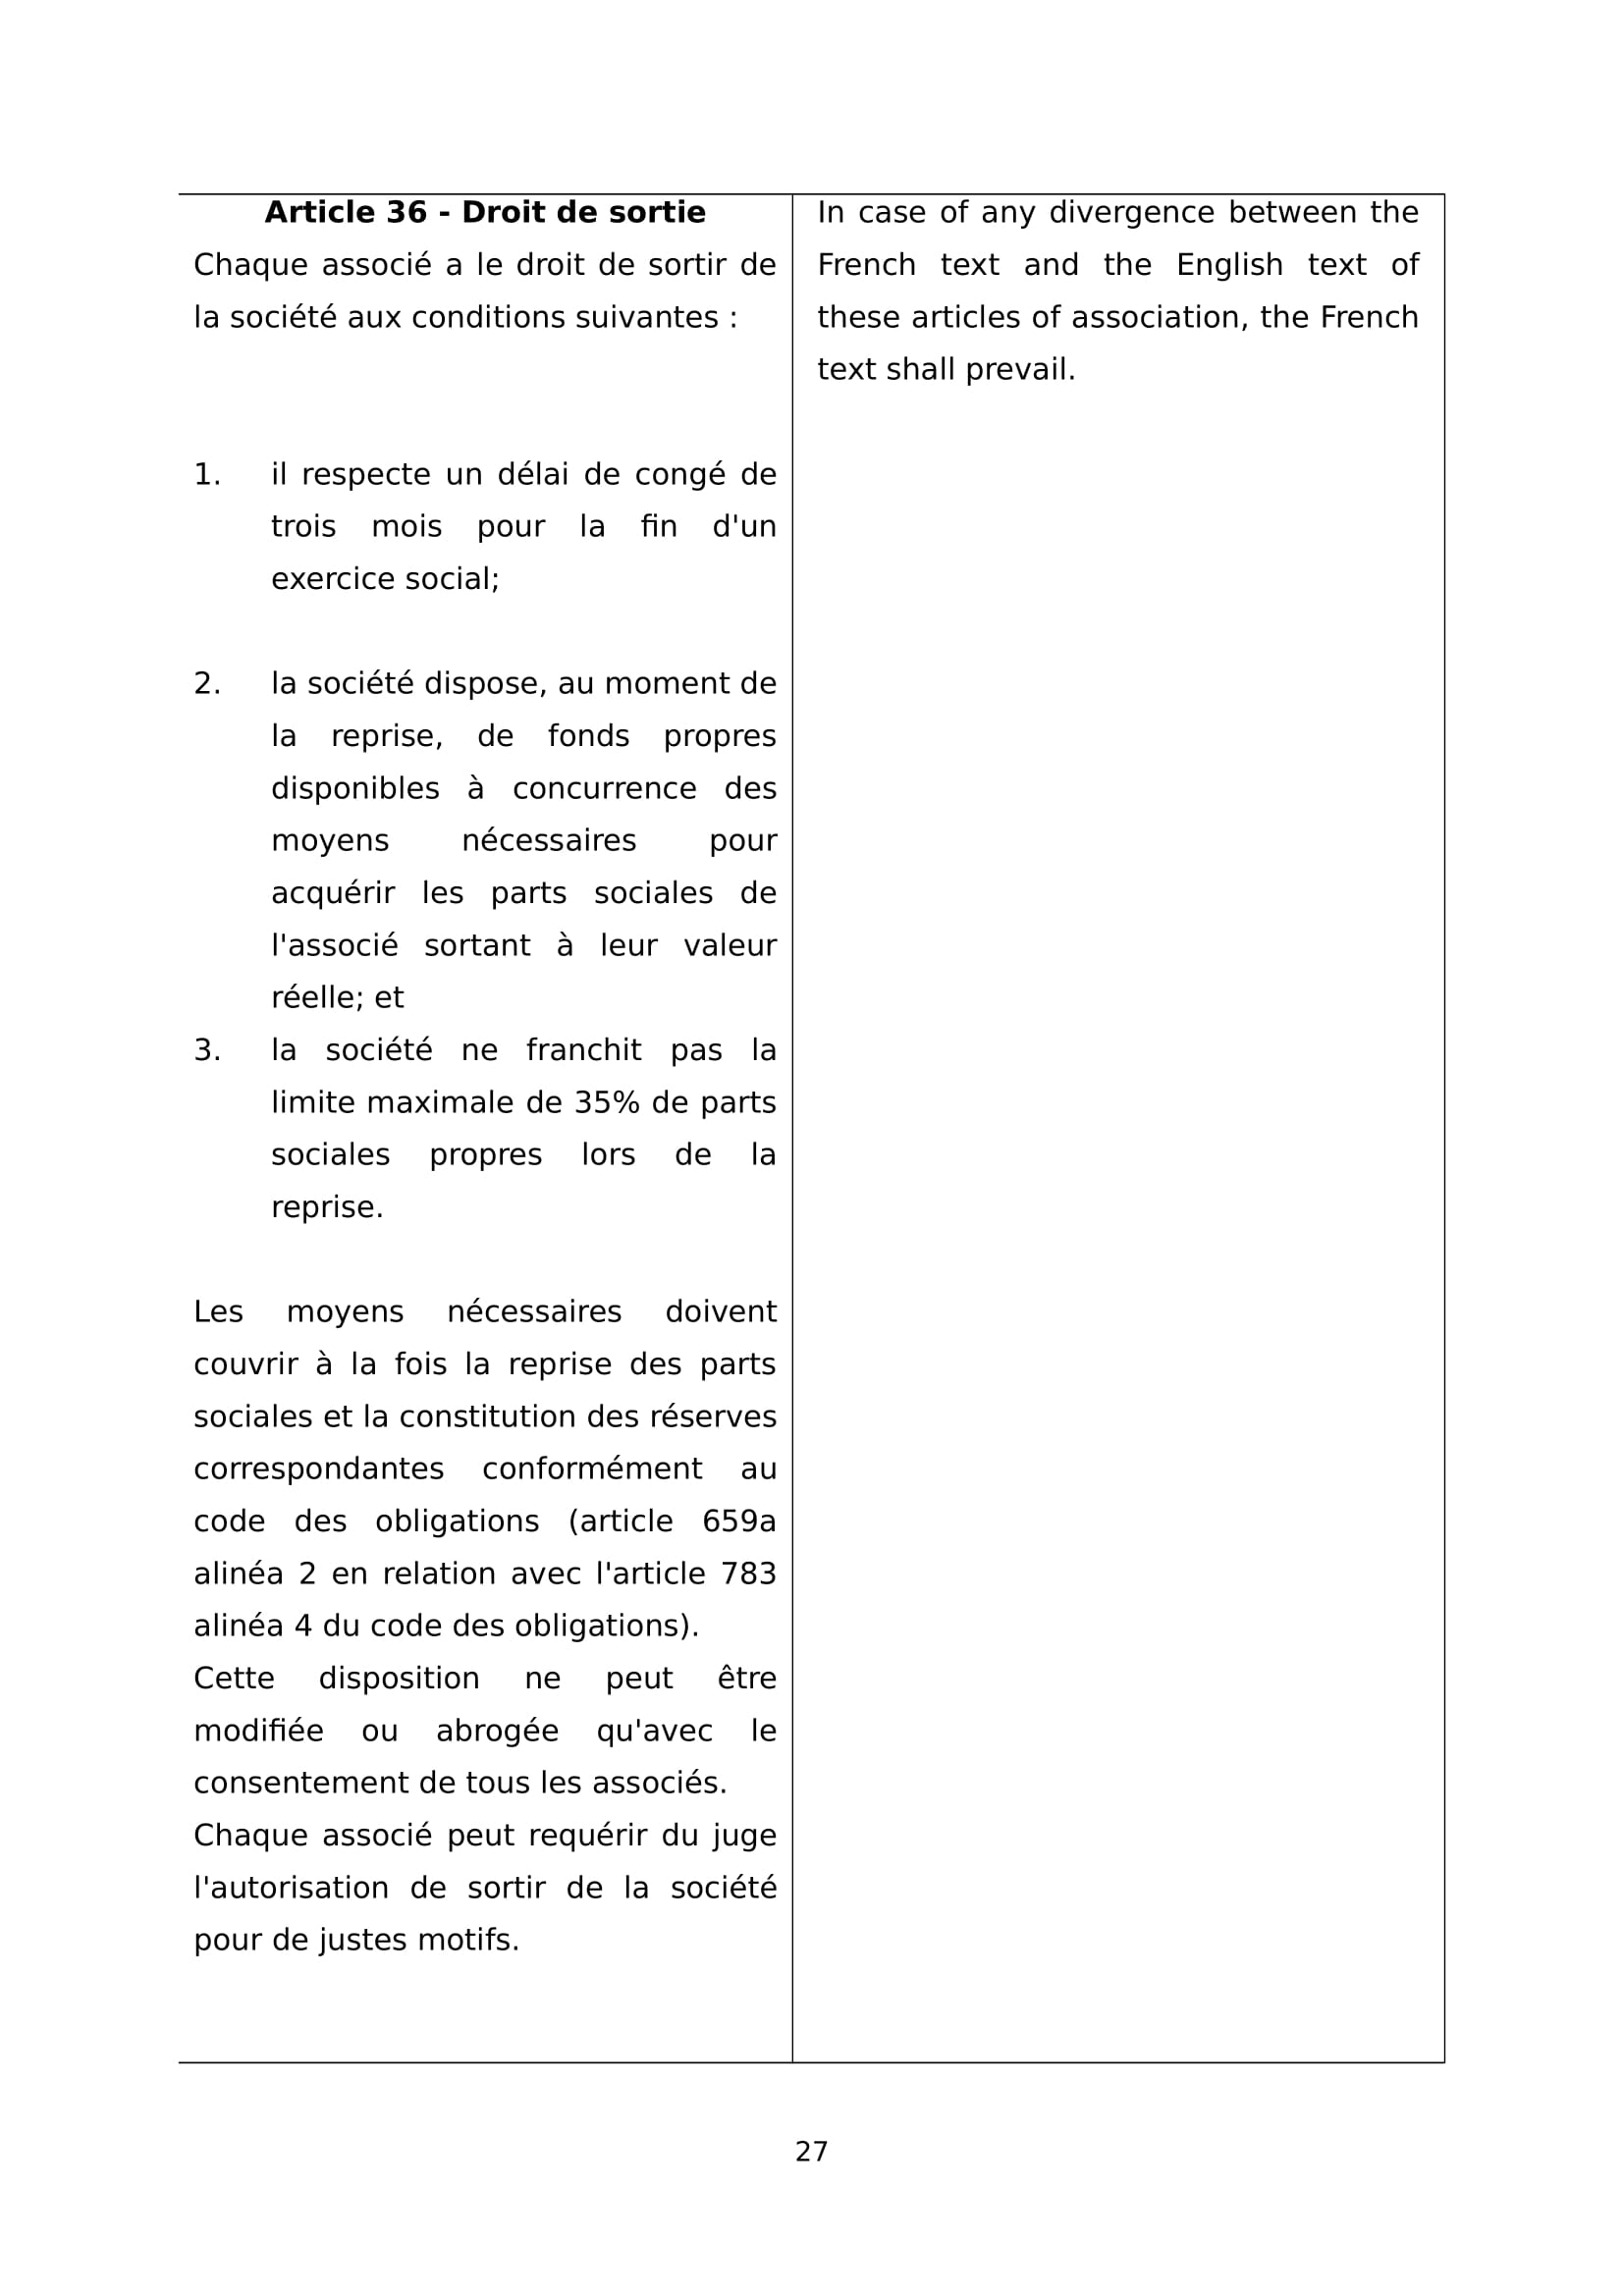 Article 36 - Droit de sortie
Chaque associé a le droit de sortir de
la société aux conditions suivantes :
1. il respecte un délai de congé de
trois mois pour la fin d'un
exercice social;
2. la société dispose, au moment de
la reprise, de fonds propres
disponibles à concurrence des
moyens nécessaires pour
acquérir les parts sociales de
l'associé sortant à leur valeur
réelle; et
3. la société ne franchit pas la
limite maximale de 35% de parts
sociales propres lors de la
reprise.
Les moyens nécessaires doivent
couvrir à la fois la reprise des parts
sociales et la constitution des réserves
correspondantes conformément au
code des obligations (article 659a
alinéa 2 en relation avec l'article 783
alinéa 4 du code des obligations).
Cette disposition ne peut être
modifiée ou abrogée qu'avec le
consentement de tous les associés.
Chaque associé peut requérir du juge
l'autorisation de sortir de la société
pour de justes motifs.
In case of any divergence between the
French text and the English text of
these articles of association, the French
text shall prevail.
27